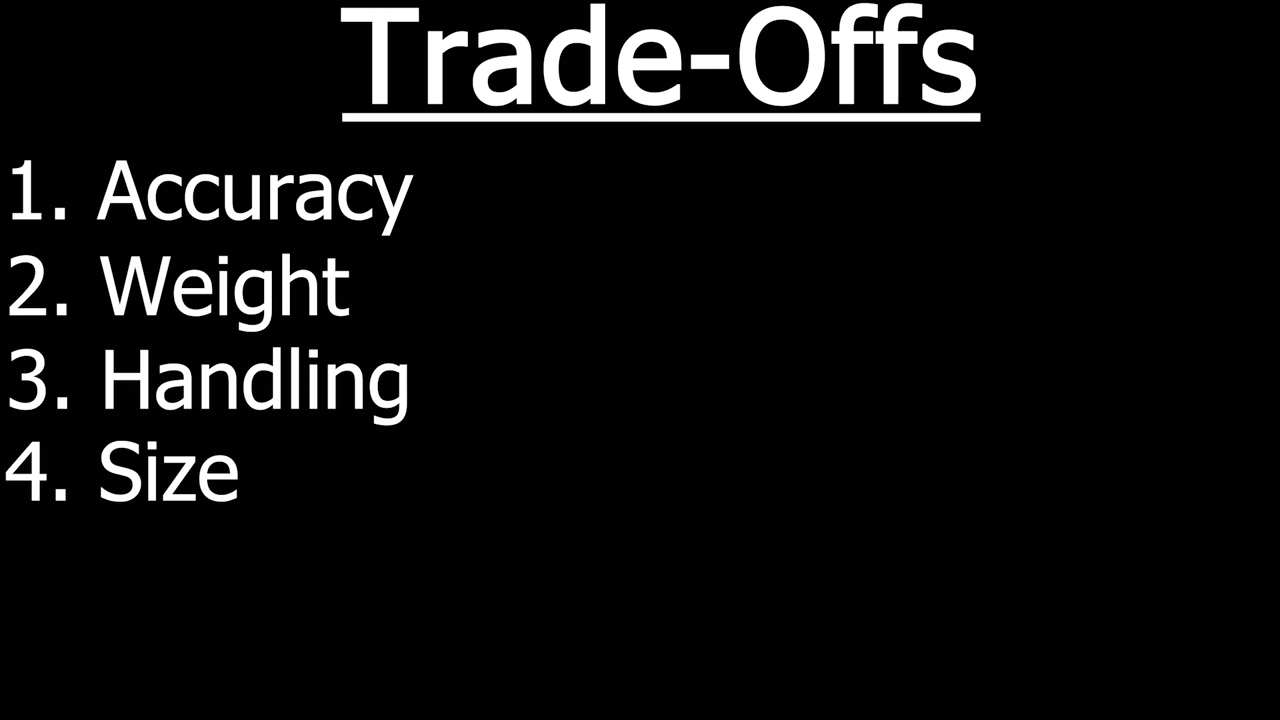 Trade-Offs
1. Accuracy
2. Weight
3. Handling
4. Size